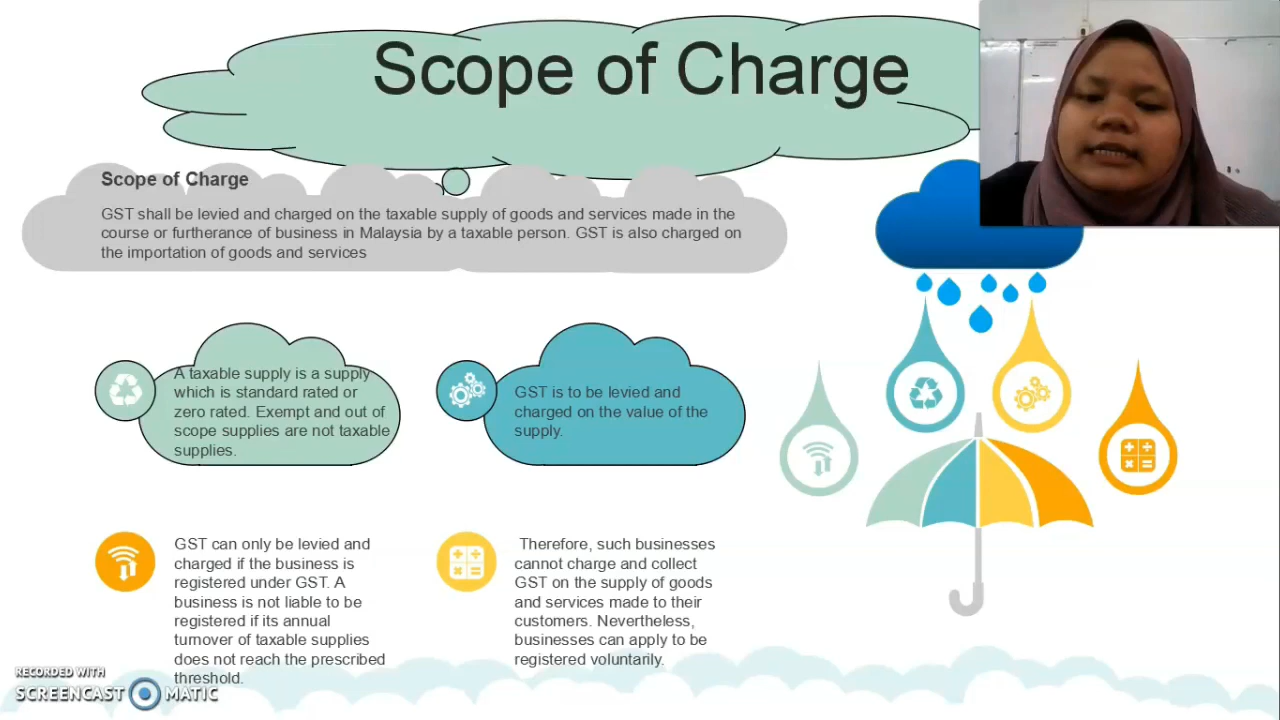 Scope of Charge
Scope of Charge
GST shall be levied and charged on the taxable supply of goods and services made in the
course or furtherance of business in Malaysia by a taxable person. GST is also charged on
the importation of goods and services
A taxable supply is a supply
which is standard rated or
zero rated. Exempt and out of
scope supplies are not taxable
supplies.
GST is to be levied and
charged on the value of the
supply.
GST can only be levied and
charged if the business is
registered under GST. A
business is not liable to be
registered if its annual
turnover of taxable supplies
does not reach the prescribed
threshold.
Therefore, such businesses
cannot charge and collect
GST on the supply of goods
and services made to their
customers. Nevertheless,
businesses can apply to be
registered voluntarily.
RECORDED WITH
SCREENCAST MATIC